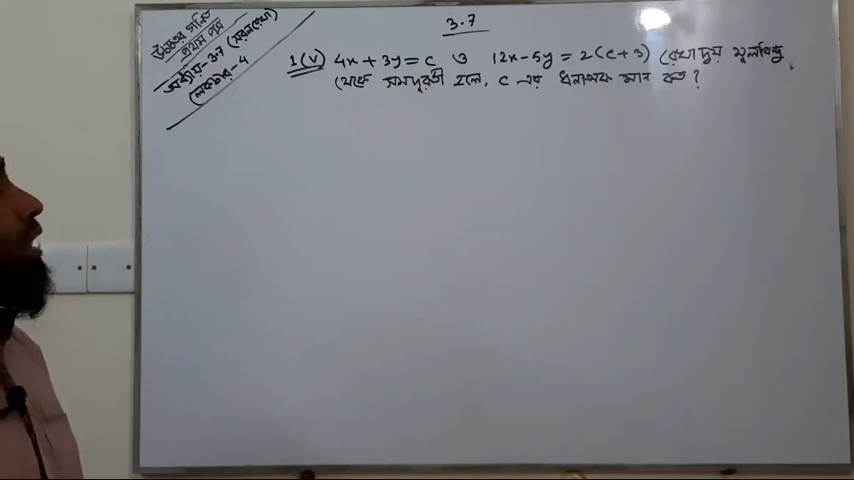 3.7
উচ্চতর গণিত
প্রথম পত্র
অধ্যায়-3.7 (সরলরেখা)
(লেকচার-4
1(v) 4x + 3y = c ও 12x - 5y = 2(c+3) রেখাদ্বয় মূলবিন্দু
থেকে সমদূরবর্তী হলে, c এর ধনাত্মক মান কত?